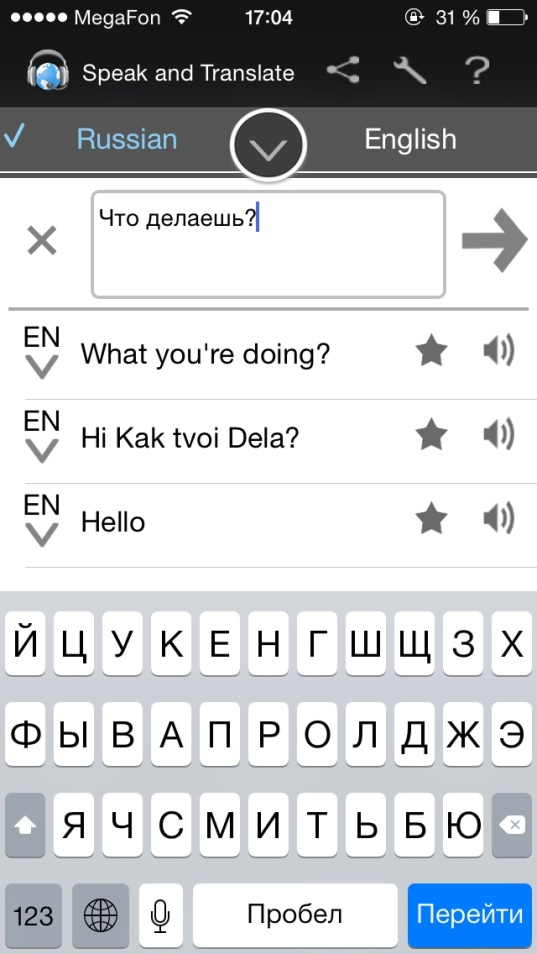 MegaFon 17:04 31 %
Speak and Translate ?
Russian English
Что делаешь?
EN What you're doing?
EN Hi Kak tvoi Dela?
EN Hello
Й Ц У К Е Н Г Ш Щ З Х
Ф Ы В А П Р О Л Д Ж Э
Я Ч С М И Т Ь Б Ю
123 Пробел Перейти